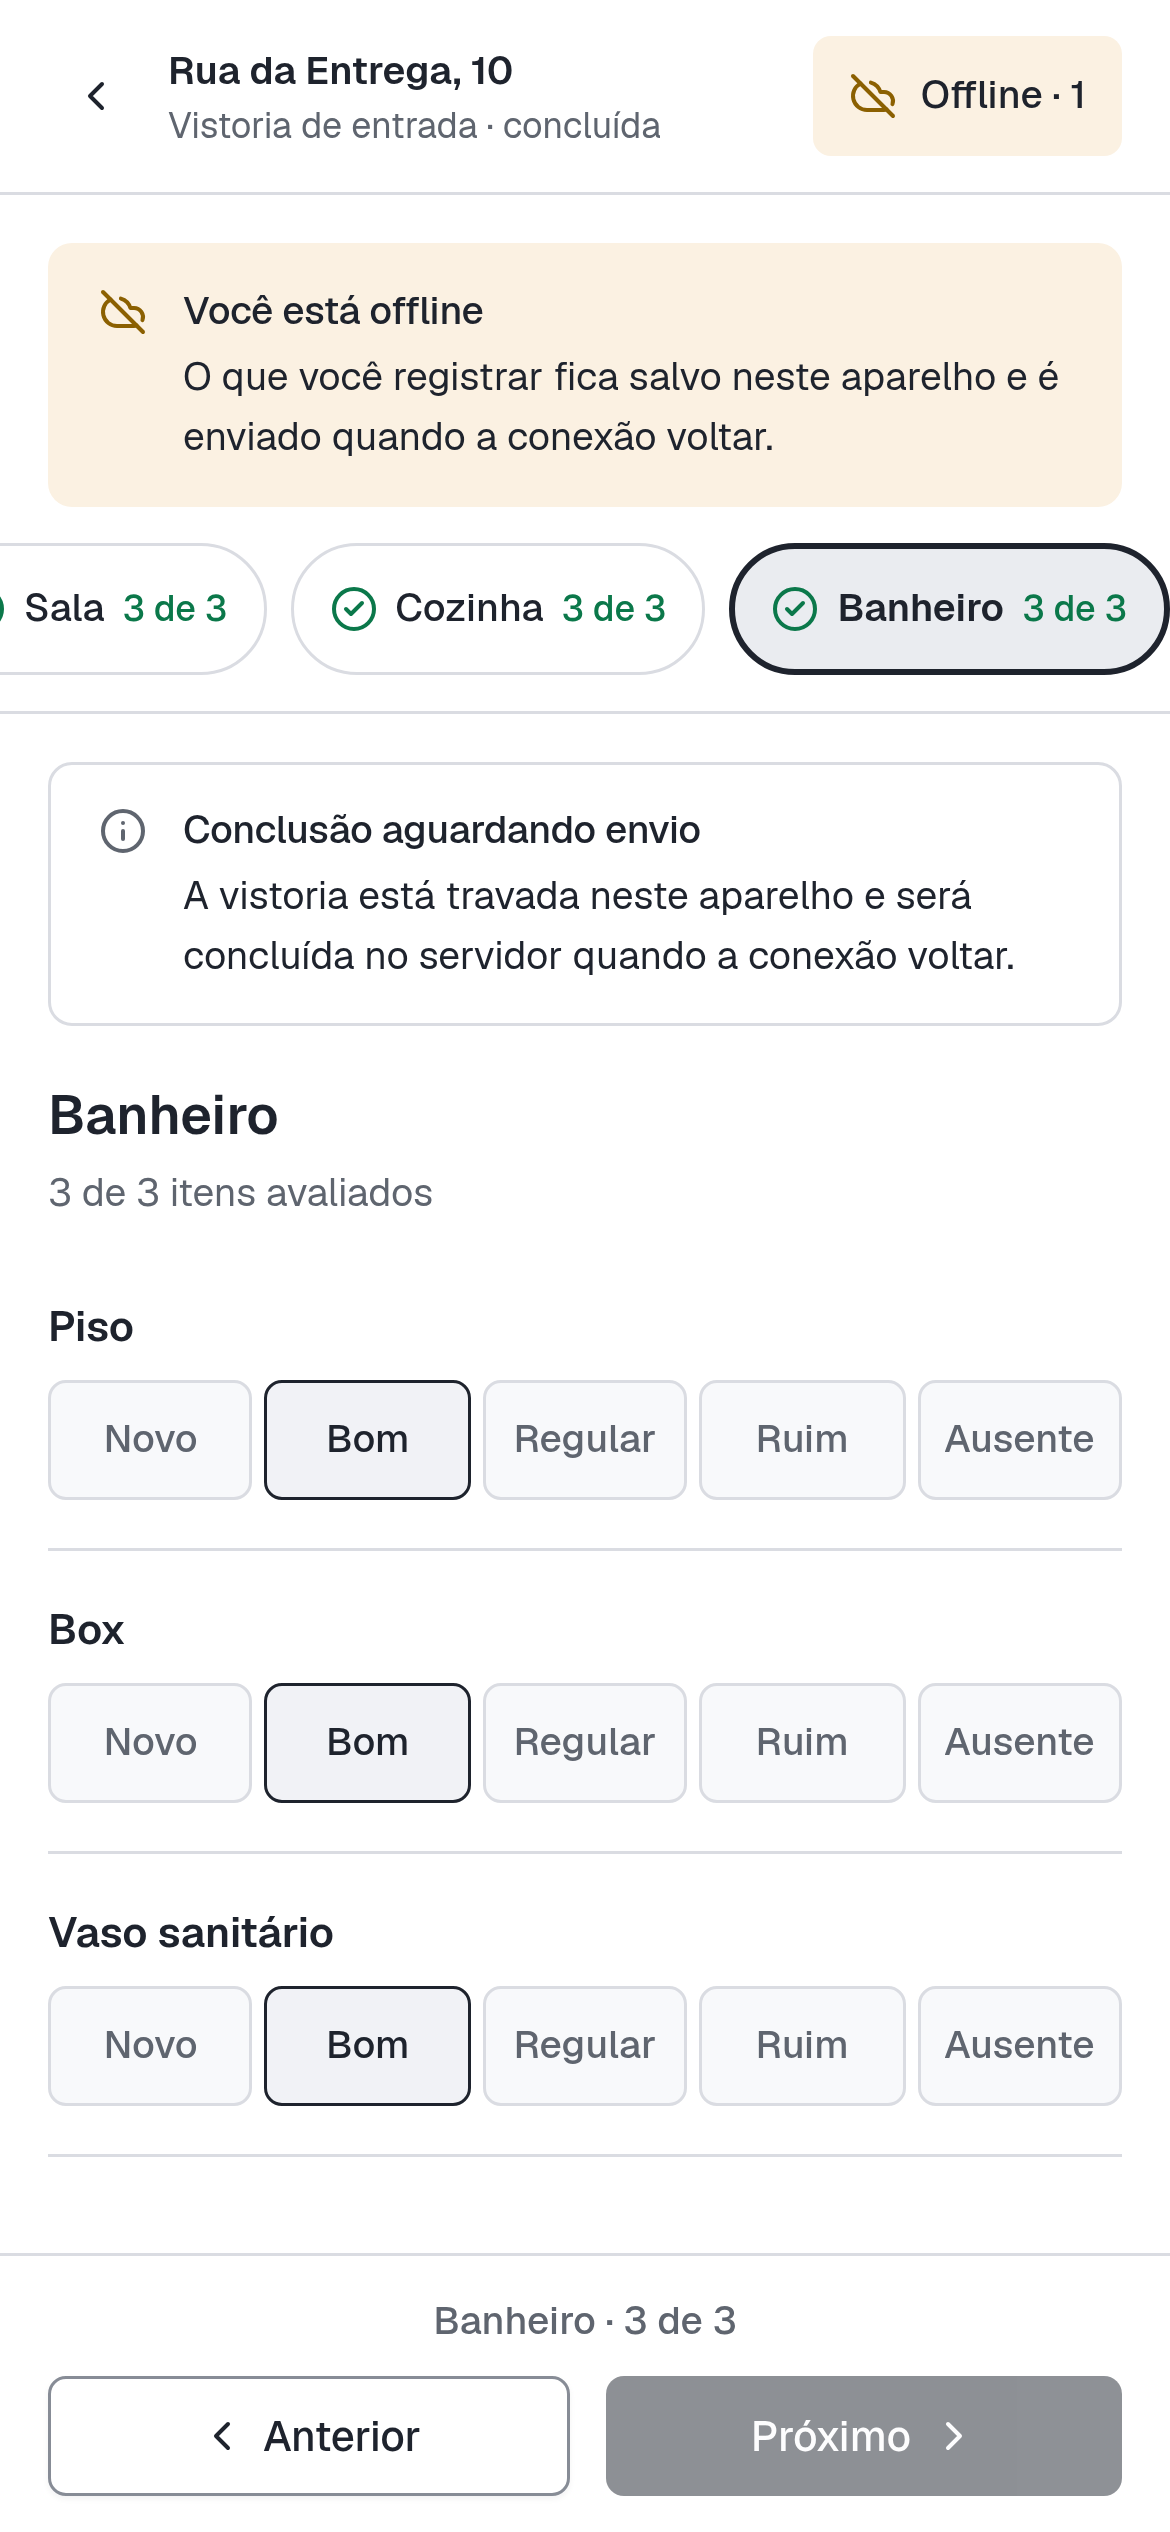 Rua da Entrega, 10
Vistoria de entrada · concluída
Offline · 1
Você está offline
O que você registrar fica salvo neste aparelho e é
enviado quando a conexão voltar.
Sala 3 de 3
Cozinha 3 de 3
Banheiro 3 de 3
Conclusão aguardando envio
A vistoria está travada neste aparelho e será
concluída no servidor quando a conexão voltar.
Banheiro
3 de 3 itens avaliados
Piso
Novo Bom Regular Ruim Ausente
Box
Novo Bom Regular Ruim Ausente
Vaso sanitário
Novo Bom Regular Ruim Ausente
Banheiro · 3 de 3
Anterior
Próximo